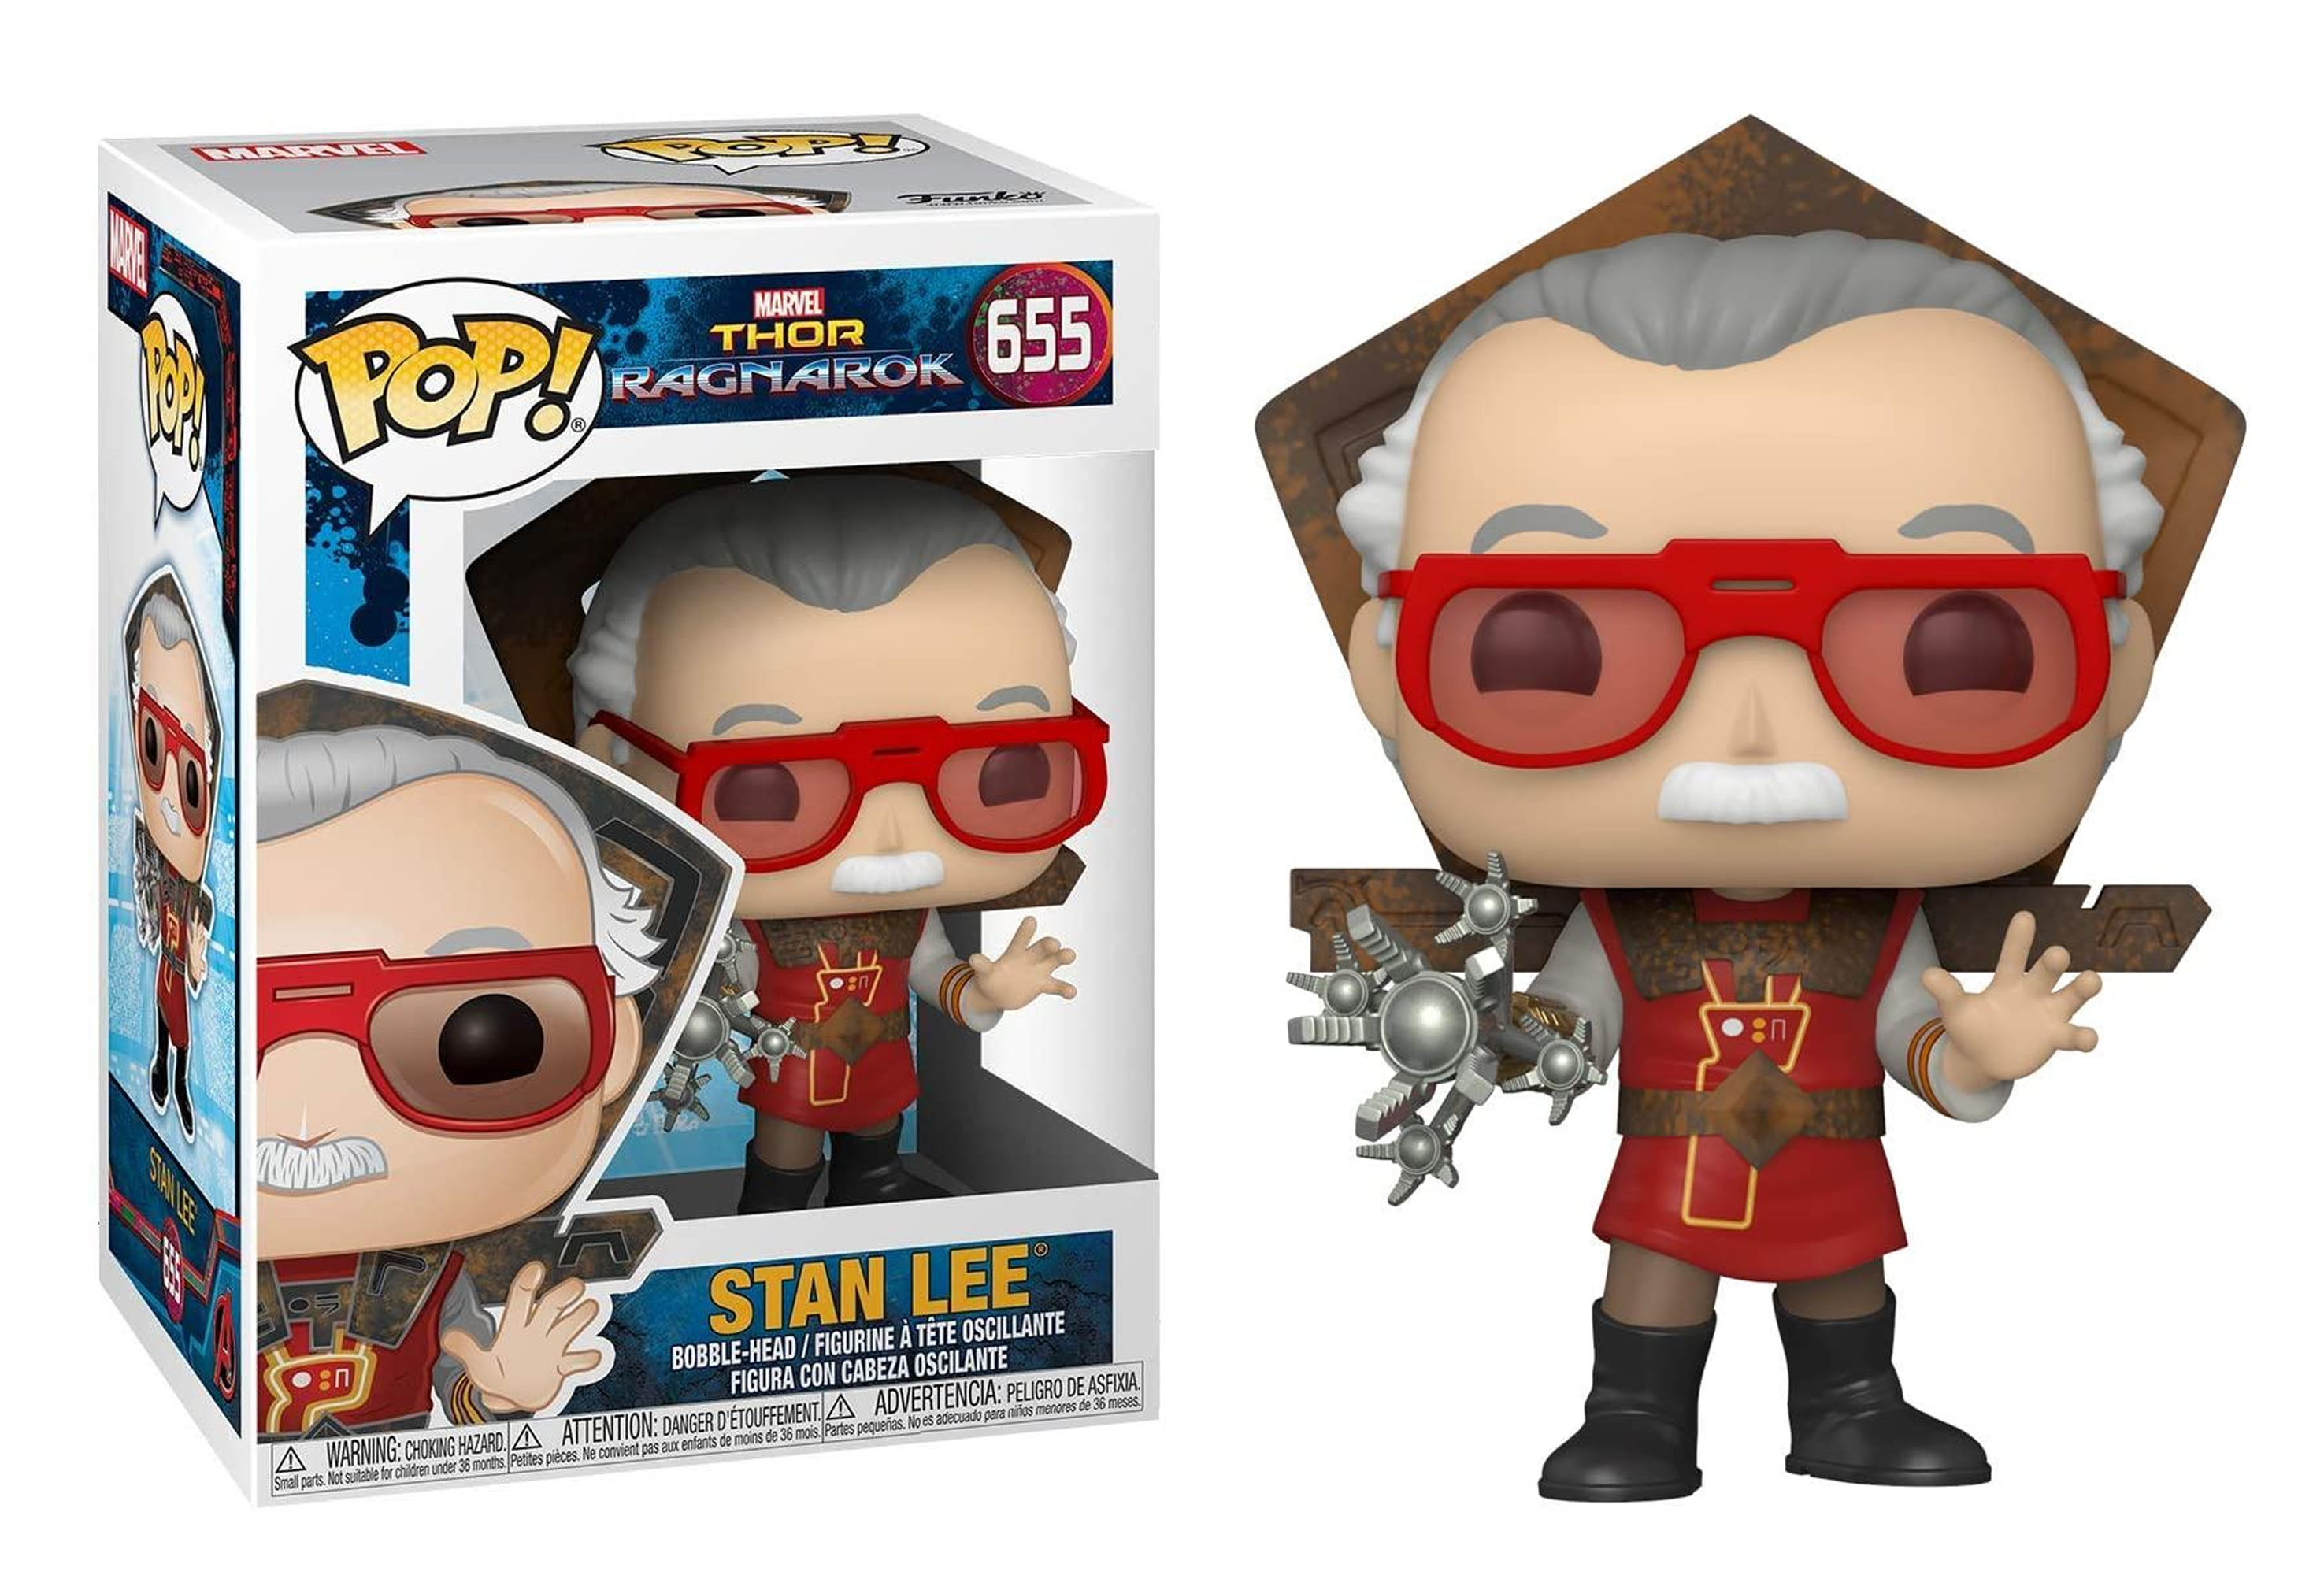 MARVEL
POP!
Funko
MARVEL
POP!
STAN LEE
655
POP!®
MARVEL
THOR
RAGNAROK
655
STAN LEE®
BOBBLE-HEAD / FIGURINE À TÊTE OSCILLANTE
FIGURA CON CABEZA OSCILANTE
WARNING: CHOKING HAZARD.
Small parts. Not suitable for children under 36 months.
ATTENTION: DANGER D'ÉTOUFFEMENT.
Petites pièces. Ne convient pas aux enfants de moins de 36 mois.
ADVERTENCIA: PELIGRO DE ASFIXIA.
Partes pequeñas. No es adecuado para niños menores de 36 meses.